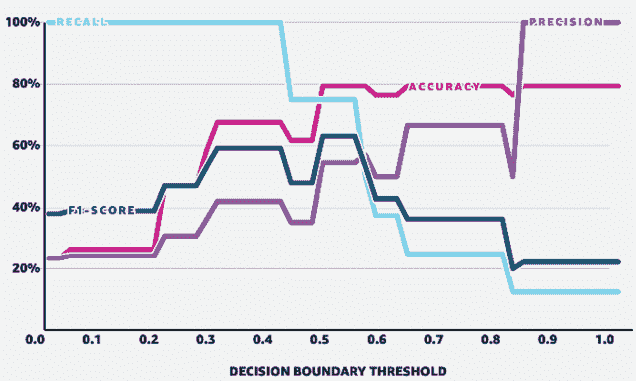 100%
RECALL
PRECISION
80%
ACCURACY
60%
40%
F1-SCORE
20%
0.0 0.1 0.2 0.3 0.4 0.5 0.6 0.7 0.8 0.9 1.0
DECISION BOUNDARY THRESHOLD